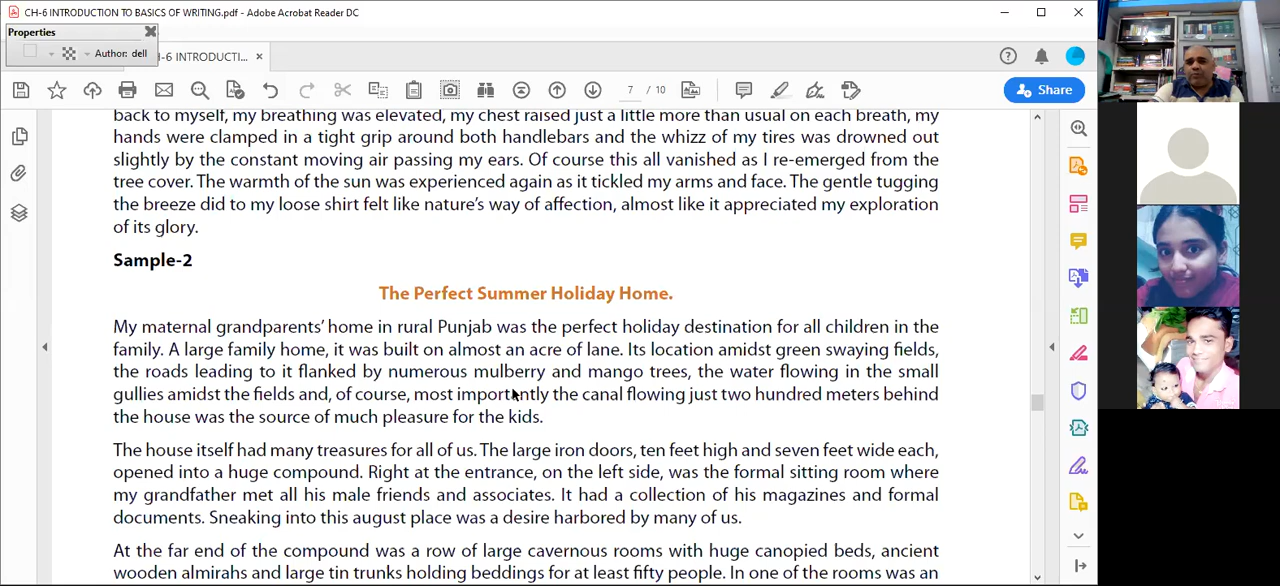 CH-6 INTRODUCTION TO BASICS OF WRITING.pdf - Adobe Acrobat Reader DC
Properties
Author: dell
H-6 INTRODUCTI...
7 / 10
Share
back to myself, my breathing was elevated, my chest raised just a little more than usual on each breath, my
hands were clamped in a tight grip around both handlebars and the whizz of my tires was drowned out
slightly by the constant moving air passing my ears. Of course this all vanished as I re-emerged from the
tree cover. The warmth of the sun was experienced again as it tickled my arms and face. The gentle tugging
the breeze did to my loose shirt felt like nature's way of affection, almost like it appreciated my exploration
of its glory.
Sample-2
The Perfect Summer Holiday Home.
My maternal grandparents' home in rural Punjab was the perfect holiday destination for all children in the
family. A large family home, it was built on almost an acre of lane. Its location amidst green swaying fields,
the roads leading to it flanked by numerous mulberry and mango trees, the water flowing in the small
gullies amidst the fields and, of course, most importently the canal flowing just two hundred meters behind
the house was the source of much pleasure for the kids.
The house itself had many treasures for all of us. The large iron doors, ten feet high and seven feet wide each,
opened into a huge compound. Right at the entrance, on the left side, was the formal sitting room where
my grandfather met all his male friends and associates. It had a collection of his magazines and formal
documents. Sneaking into this august place was a desire harbored by many of us.
At the far end of the compound was a row of large cavernous rooms with huge canopied beds, ancient
wooden almirahs and large tin trunks holding beddings for at least fifty people. In one of the rooms was an